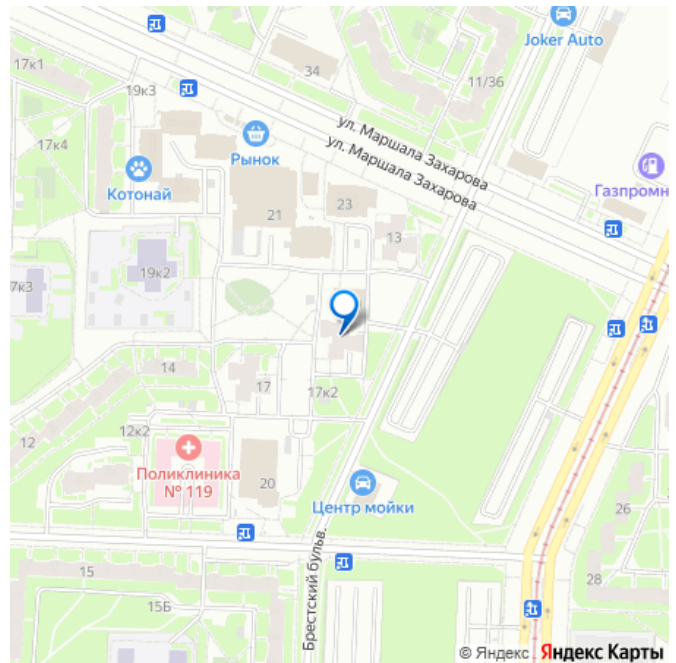 Joker Auto
17к1
34
11/36
19к3
ул. Маршала Захарова
ул. Маршала Захарова
17к4
Рынок
Газпромн
Котонай
23
21
13
19к2
7к3
14
17
17к2
12к2
12
Поликлиника
№ 119
20
Центр мойки
26
Брестский бульв.
15
28
15Б
© Яндекс Яндекс Карты